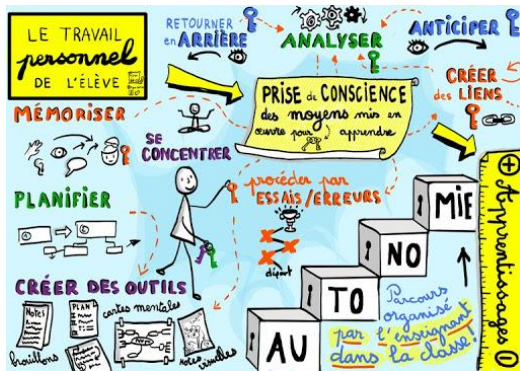 LE TRAVAIL
personnel
DE L'ÉLÈVE
RETOURNER
en ARRIÈRE
ANALYSER
ANTICIPER
CRÉER
des LIENS
PRISE de CONSCIENCE
des moyens mis en
œuvre pour apprendre
MÉMORISER
SE
CONCENTRER
PLANIFIER
procéder par
ESSAIS/ERREURS
départ
CRÉER DES OUTILS
NOTES
PLAN
cartes mentales
brouillons
notes
visuelles
AU
TO
NO
MIE
Parcours
organisé
par l'enseignant
dans la classe!
+ Apprentissages -